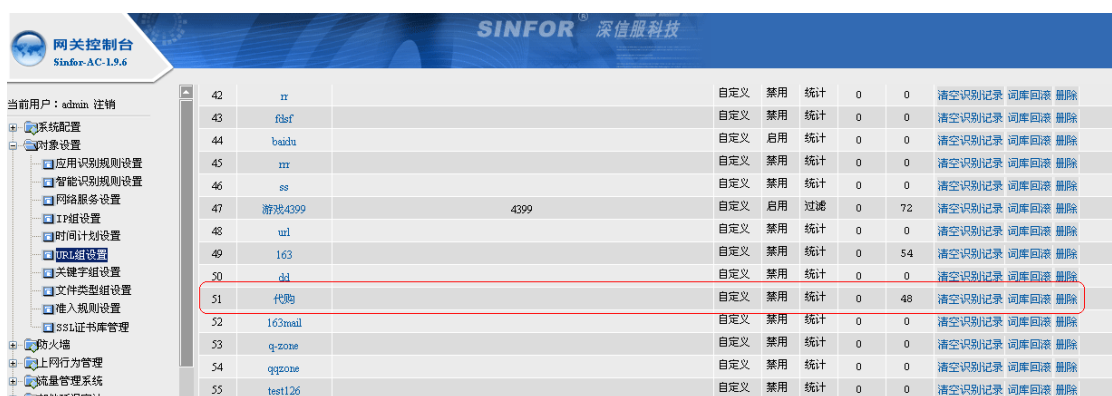 SINFOR® 深信服科技
网关控制台
Sinfor-AC-1.9.6
当前用户：admin 注销
系统配置
对象设置
应用识别规则设置
智能识别规则设置
网络服务设置
IP组设置
时间计划设置
URL组设置
关键字组设置
文件类型组设置
准入规则设置
SSL证书库管理
防火墙
上网行为管理
流量管理系统
42 rr 自定义 禁用 统计 0 0 清空识别记录 词库回滚 删除
43 fdsf 自定义 禁用 统计 0 0 清空识别记录 词库回滚 删除
44 baidu 自定义 启用 统计 0 0 清空识别记录 词库回滚 删除
45 rrr 自定义 禁用 统计 0 0 清空识别记录 词库回滚 删除
46 ss 自定义 禁用 统计 0 0 清空识别记录 词库回滚 删除
47 游戏4399 4399 自定义 启用 过滤 0 72 清空识别记录 词库回滚 删除
48 url 自定义 禁用 统计 0 0 清空识别记录 词库回滚 删除
49 163 自定义 禁用 统计 0 54 清空识别记录 词库回滚 删除
50 dd 自定义 禁用 统计 0 0 清空识别记录 词库回滚 删除
51 代购 自定义 禁用 统计 0 48 清空识别记录 词库回滚 删除
52 163mail 自定义 禁用 统计 0 0 清空识别记录 词库回滚 删除
53 q-zone 自定义 禁用 统计 0 0 清空识别记录 词库回滚 删除
54 qqzone 自定义 禁用 统计 0 0 清空识别记录 词库回滚 删除
55 test126 自定义 禁用 统计 0 0 清空识别记录 词库回滚 删除